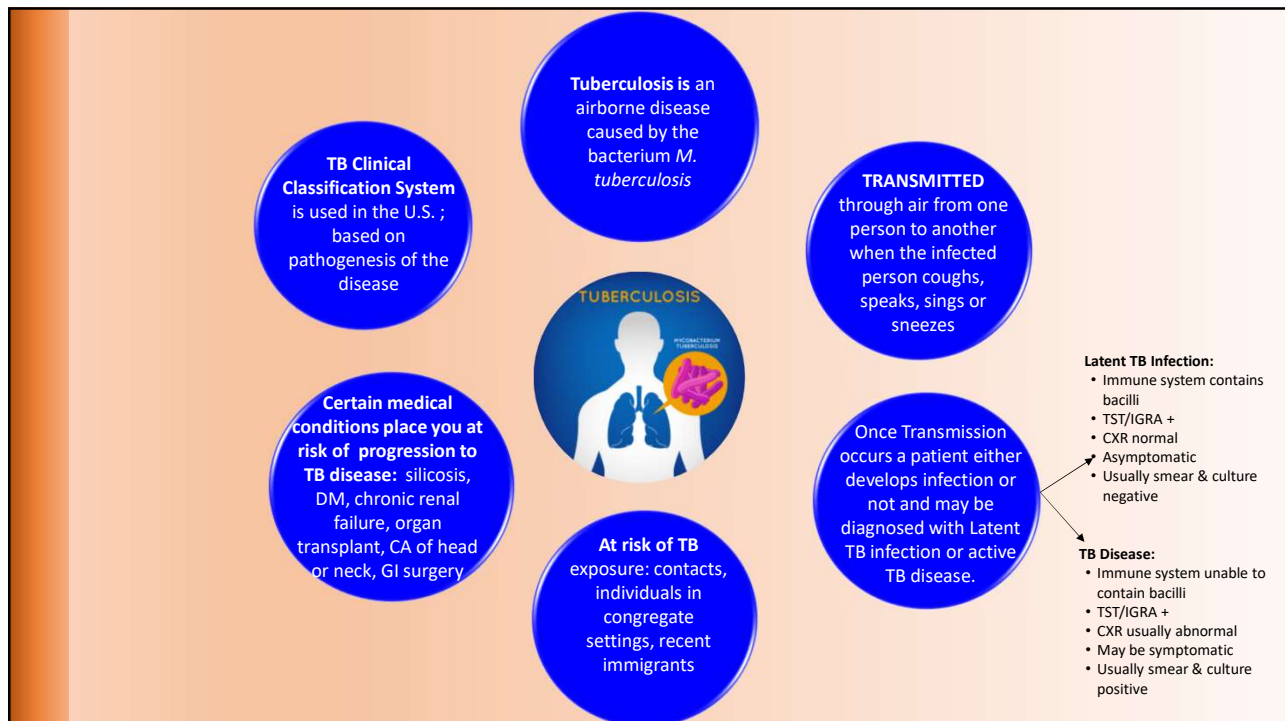 Tuberculosis is an
airborne disease
caused by the
bacterium M.
tuberculosis
TRANSMITTED
through air from one
person to another
when the infected
person coughs,
speaks, sings or
sneezes
Once Transmission
occurs a patient either
develops infection or
not and may be
diagnosed with Latent
TB infection or active
TB disease.
Latent TB Infection:
• Immune system contains
bacilli
• TST/IGRA +
• CXR normal
• Asymptomatic
• Usually smear & culture
negative
TB Disease:
• Immune system unable to
contain bacilli
• TST/IGRA +
• CXR usually abnormal
• May be symptomatic
• Usually smear & culture
positive
At risk of TB
exposure: contacts,
individuals in
congregate
settings, recent
immigrants
Certain medical
conditions place you at
risk of progression to
TB disease: silicosis,
DM, chronic renal
failure, organ
transplant, CA of head
or neck, GI surgery
TB Clinical
Classification System
is used in the U.S. ;
based on
pathogenesis of the
disease
TUBERCULOSIS
MYCOBACTERIUM
TUBERCULOSIS